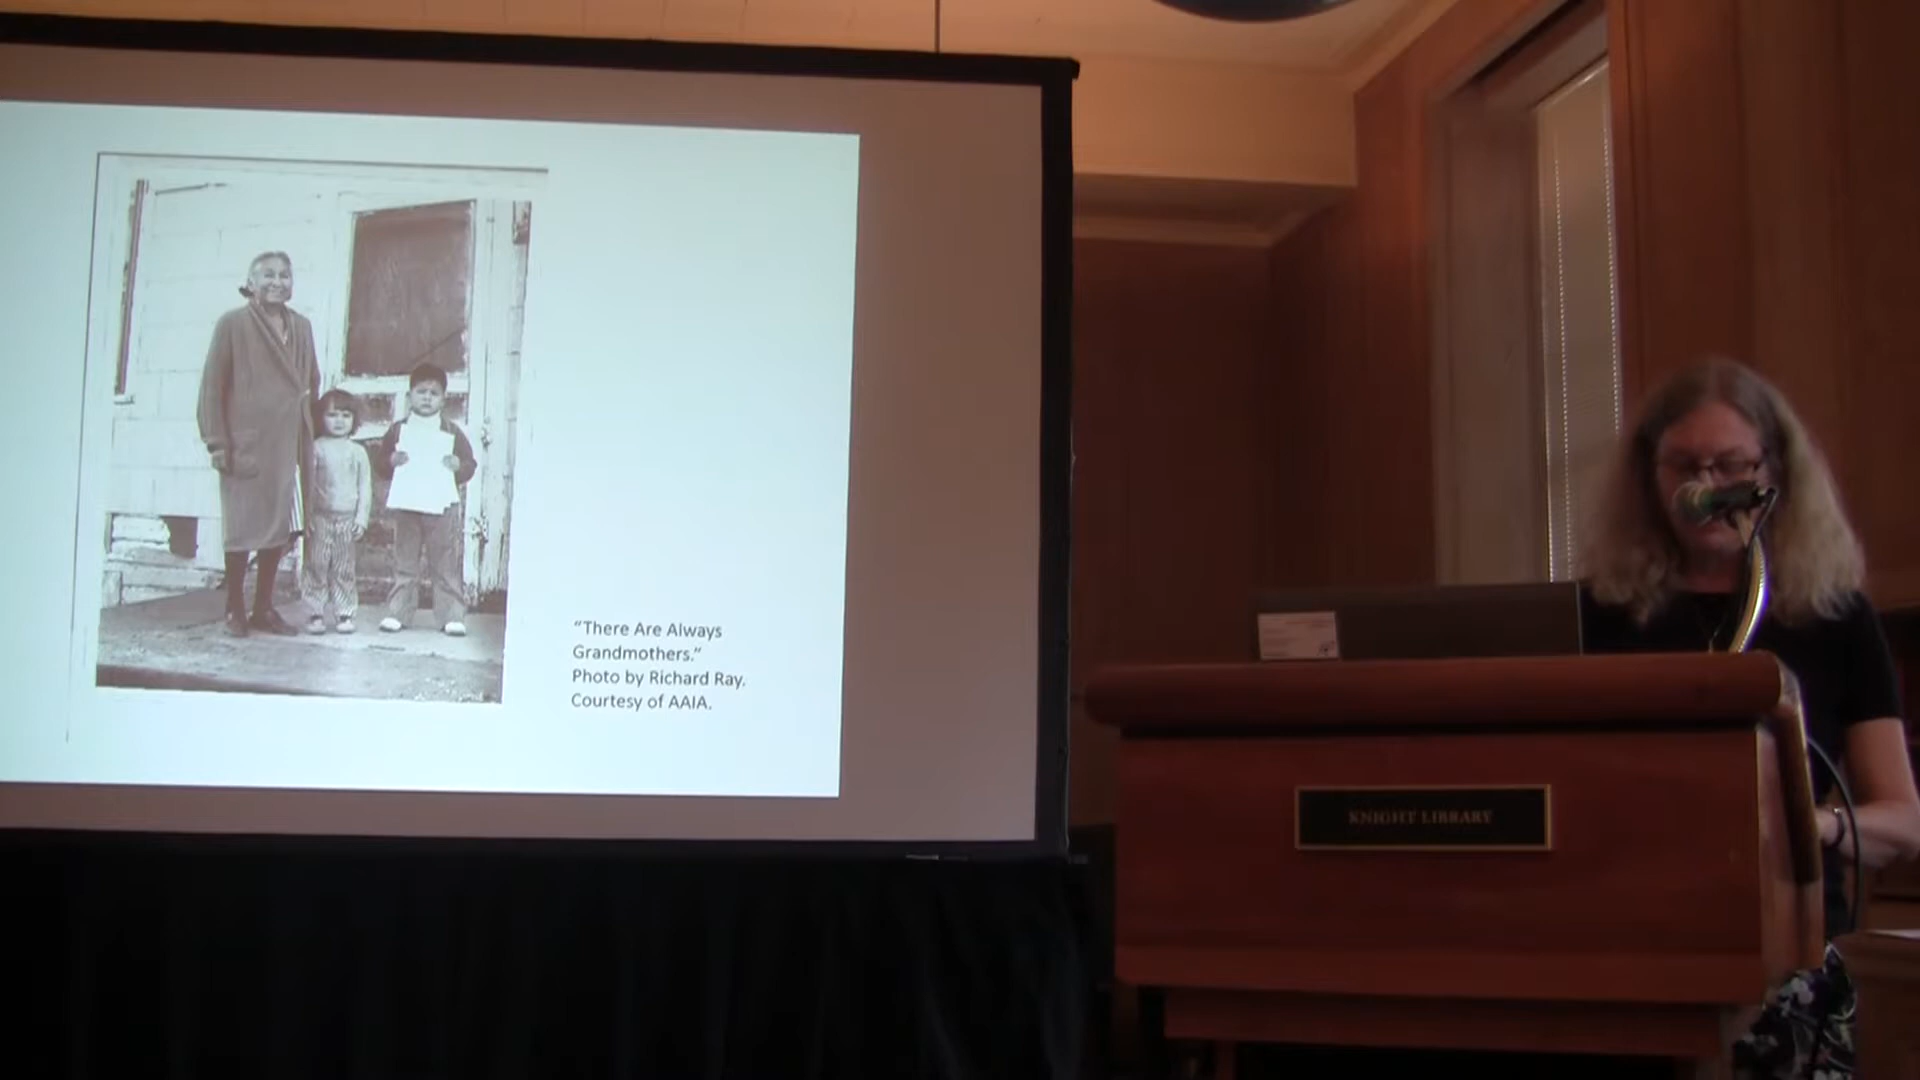 “There Are Always
Grandmothers.”
Photo by Richard Ray.
Courtesy of AAIA.
KNIGHT LIBRARY